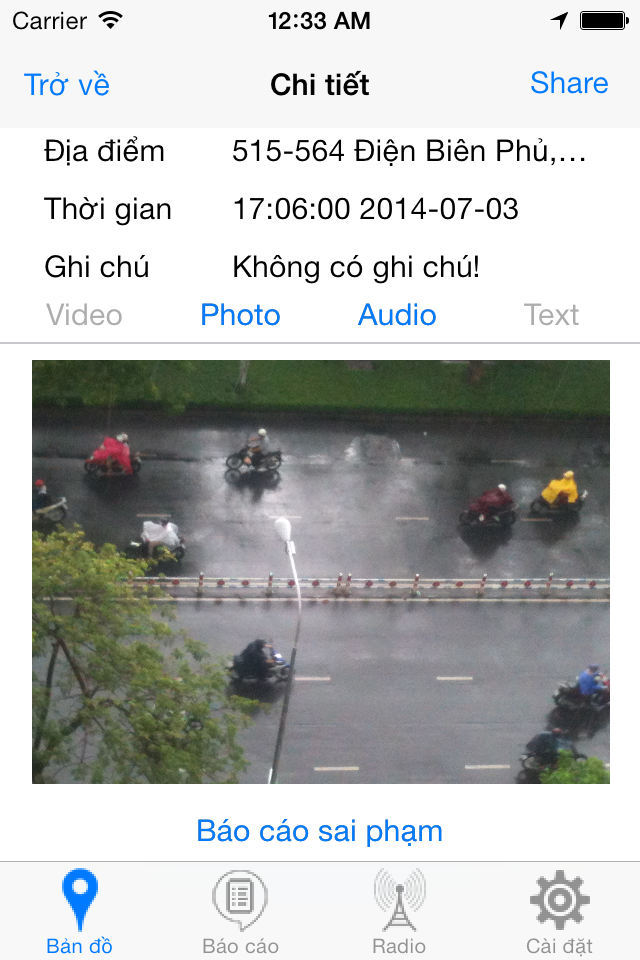 Carrier 12:33 AM
Trở về Chi tiết Share
Địa điểm 515-564 Điện Biên Phủ,...
Thời gian 17:06:00 2014-07-03
Ghi chú Không có ghi chú!
Video Photo Audio Text
Báo cáo sai phạm
Bản đồ Báo cáo Radio Cài đặt